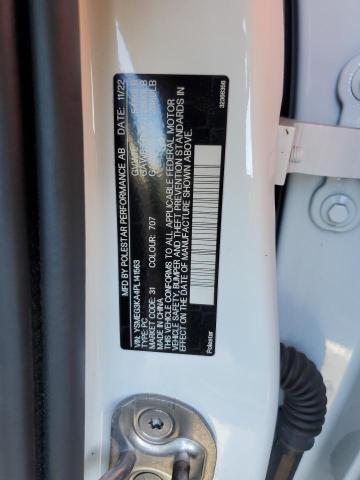 MFD BY POLESTAR PERFORMANCE AB DATE: 11/22
VIN: YSMEG3KA4PL141563
TYPE: PC
MARKET CODE: 31 COLOUR: 707
MADE IN CHINA
THIS VEHICLE CONFORMS TO ALL APPLICABLE FEDERAL MOTOR
VEHICLE SAFETY, BUMPER AND THEFT PREVENTION STANDARDS IN
EFFECT ON THE DATE OF MANUFACTURE SHOWN ABOVE.
Polestar